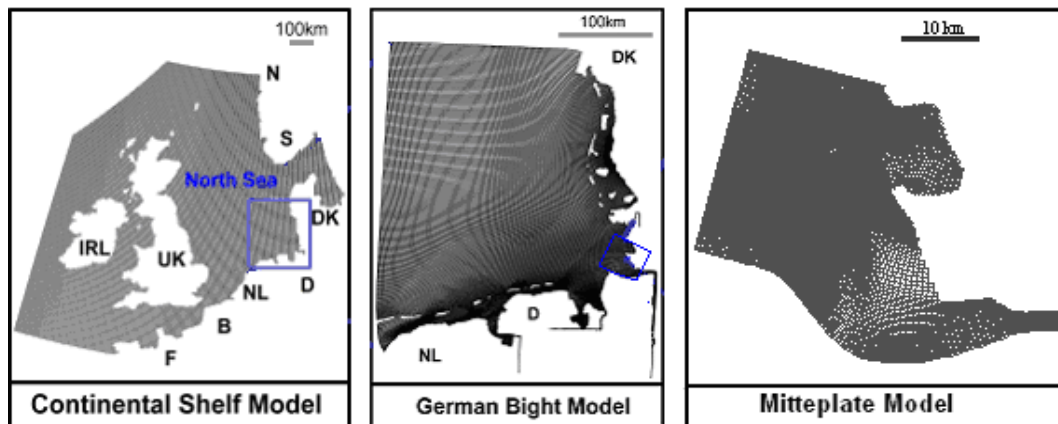 100km
N
S
North Sea
DK
IRL
UK
NL
D
B
F
Continental Shelf Model
100km
DK
D
NL
German Bight Model
10 km
Mitteplate Model